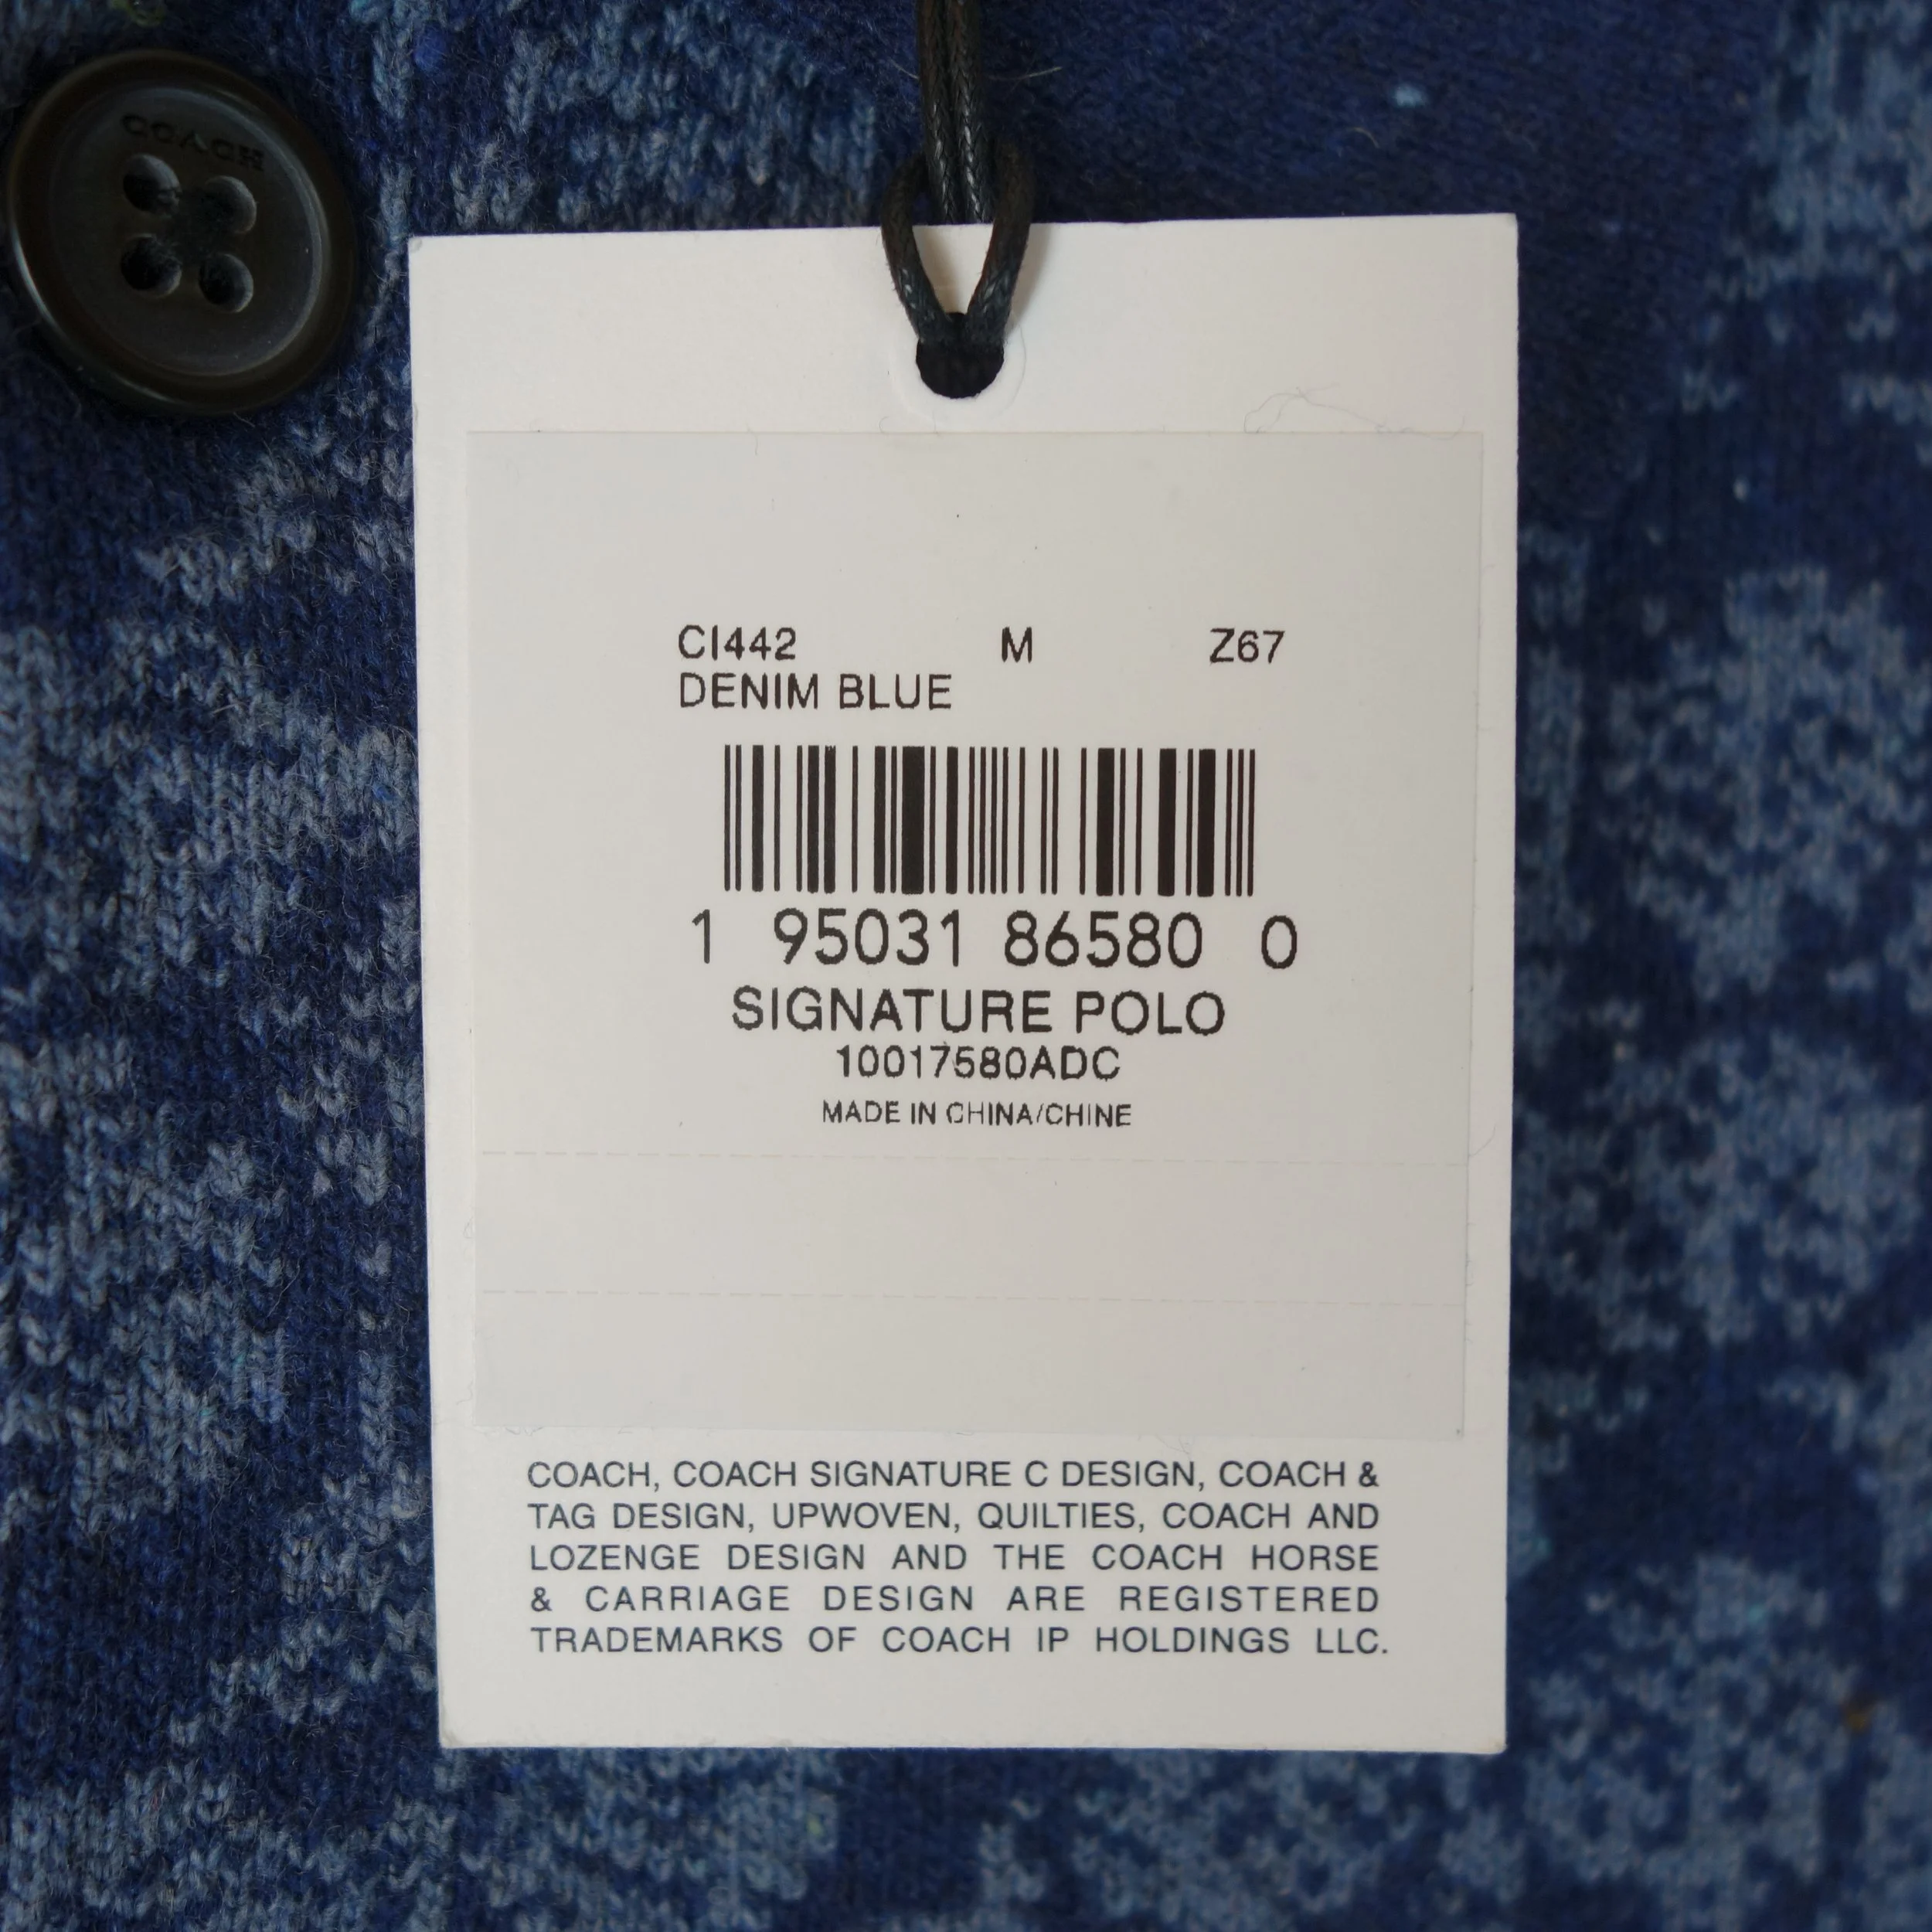 COACH
CI442 M Z67
DENIM BLUE
1 95031 86580 0
SIGNATURE POLO
10017580ADC
MADE IN CHINA/CHINE
COACH, COACH SIGNATURE C DESIGN, COACH &
TAG DESIGN, UPWOVEN, QUILTIES, COACH AND
LOZENGE DESIGN AND THE COACH HORSE
& CARRIAGE DESIGN ARE REGISTERED
TRADEMARKS OF COACH IP HOLDINGS LLC.